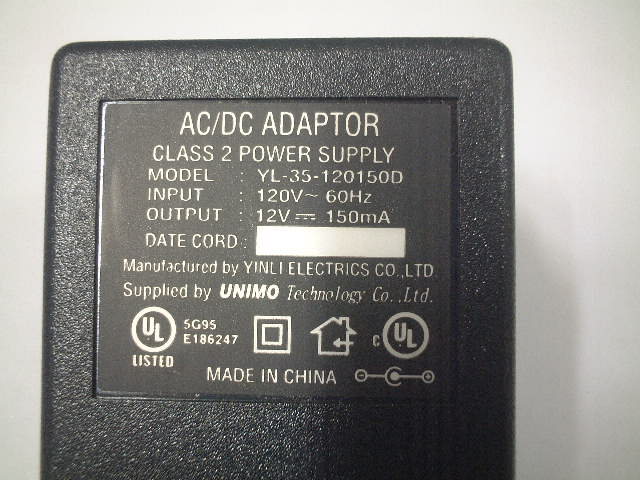 AC/DC ADAPTOR
CLASS 2 POWER SUPPLY
MODEL : YL-35-120150D
INPUT : 120V~ 60Hz
OUTPUT : 12V⎓ 150mA
DATE CORD :
Manufactured by YINLI ELECTRICS CO.,LTD.
Supplied by UNIMO Technology Co.,Ltd.
UL LISTED 5G95 E186247 c UL
MADE IN CHINA